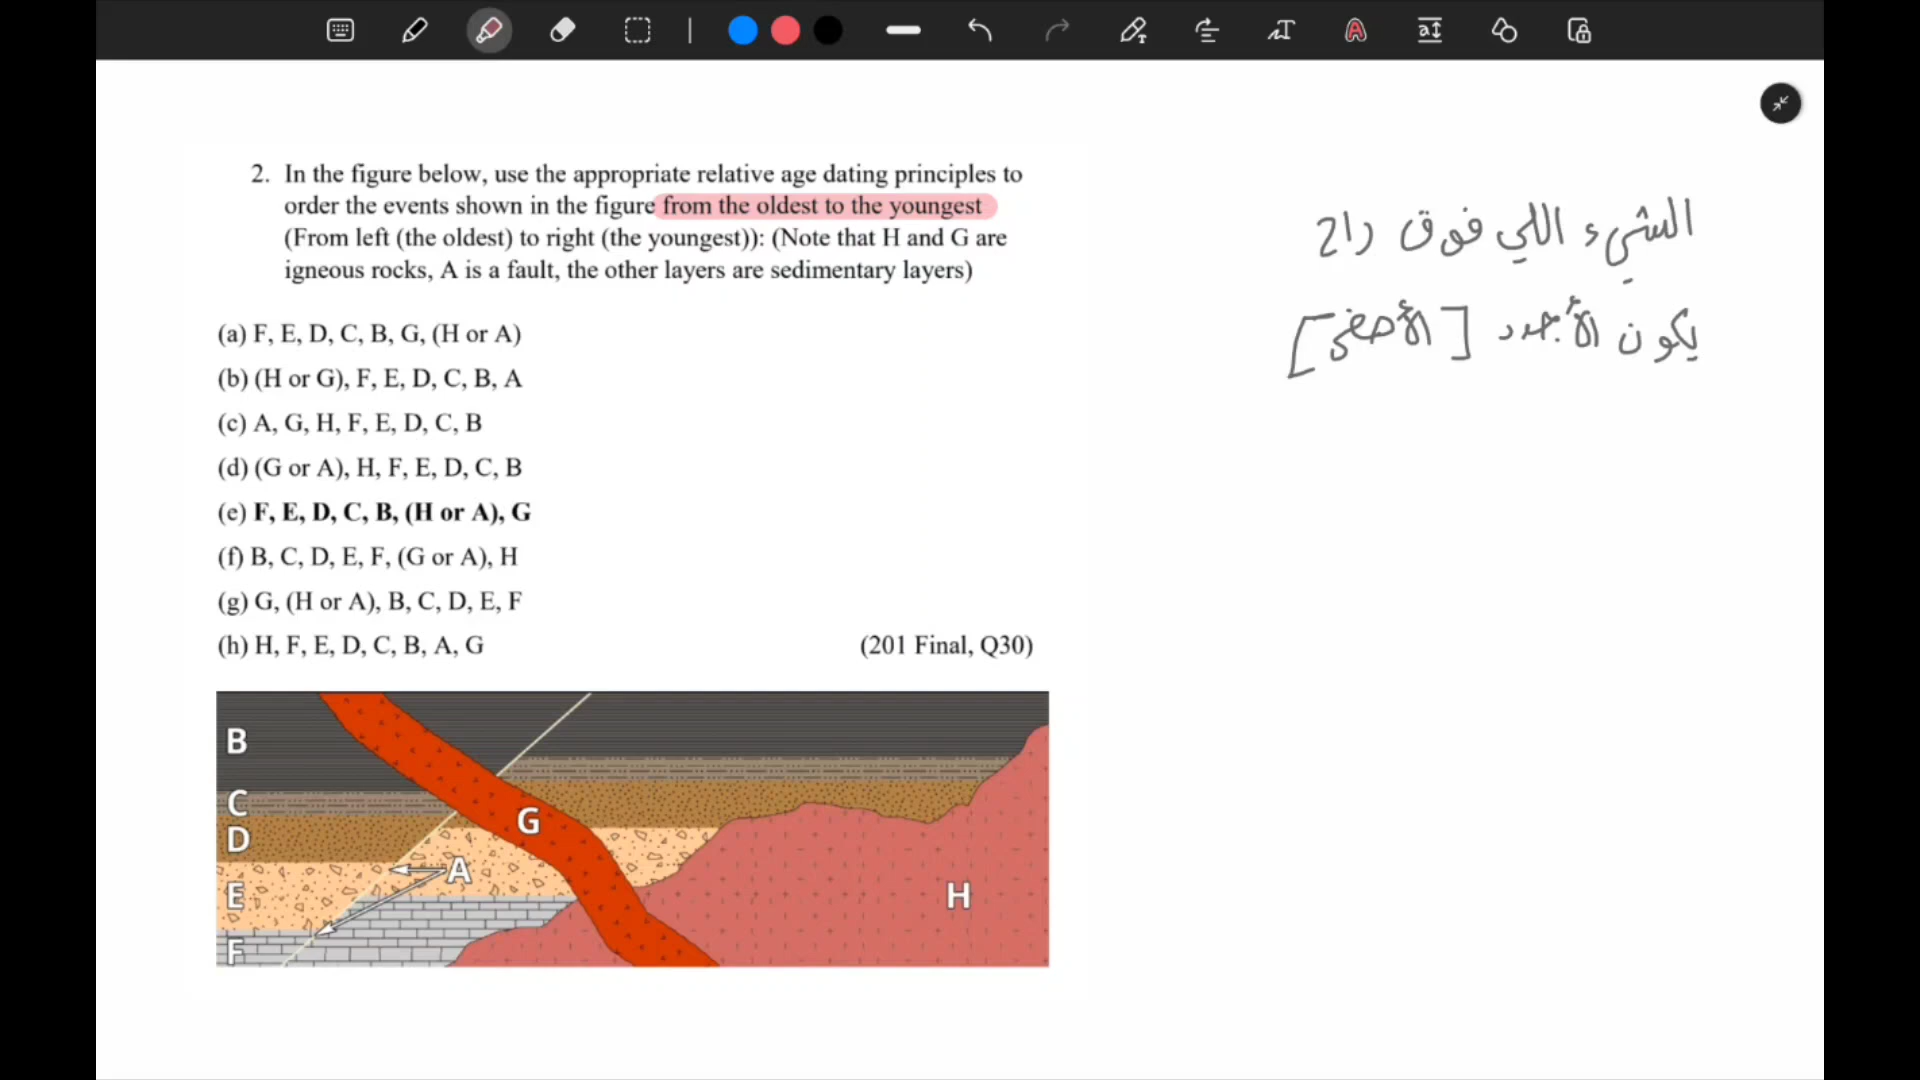 2. In the figure below, use the appropriate relative age dating principles to
order the events shown in the figure from the oldest to the youngest
(From left (the oldest) to right (the youngest)): (Note that H and G are
igneous rocks, A is a fault, the other layers are sedimentary layers)
(a) F, E, D, C, B, G, (H or A)
(b) (H or G), F, E, D, C, B, A
(c) A, G, H, F, E, D, C, B
(d) (G or A), H, F, E, D, C, B
(e) F, E, D, C, B, (H or A), G
(f) B, C, D, E, F, (G or A), H
(g) G, (H or A), B, C, D, E, F
(h) H, F, E, D, C, B, A, G
(201 Final, Q30)
B
C
D
E
F
G
A
H
الشيء اللي فوق
يكون الأجدد [الأصغر]